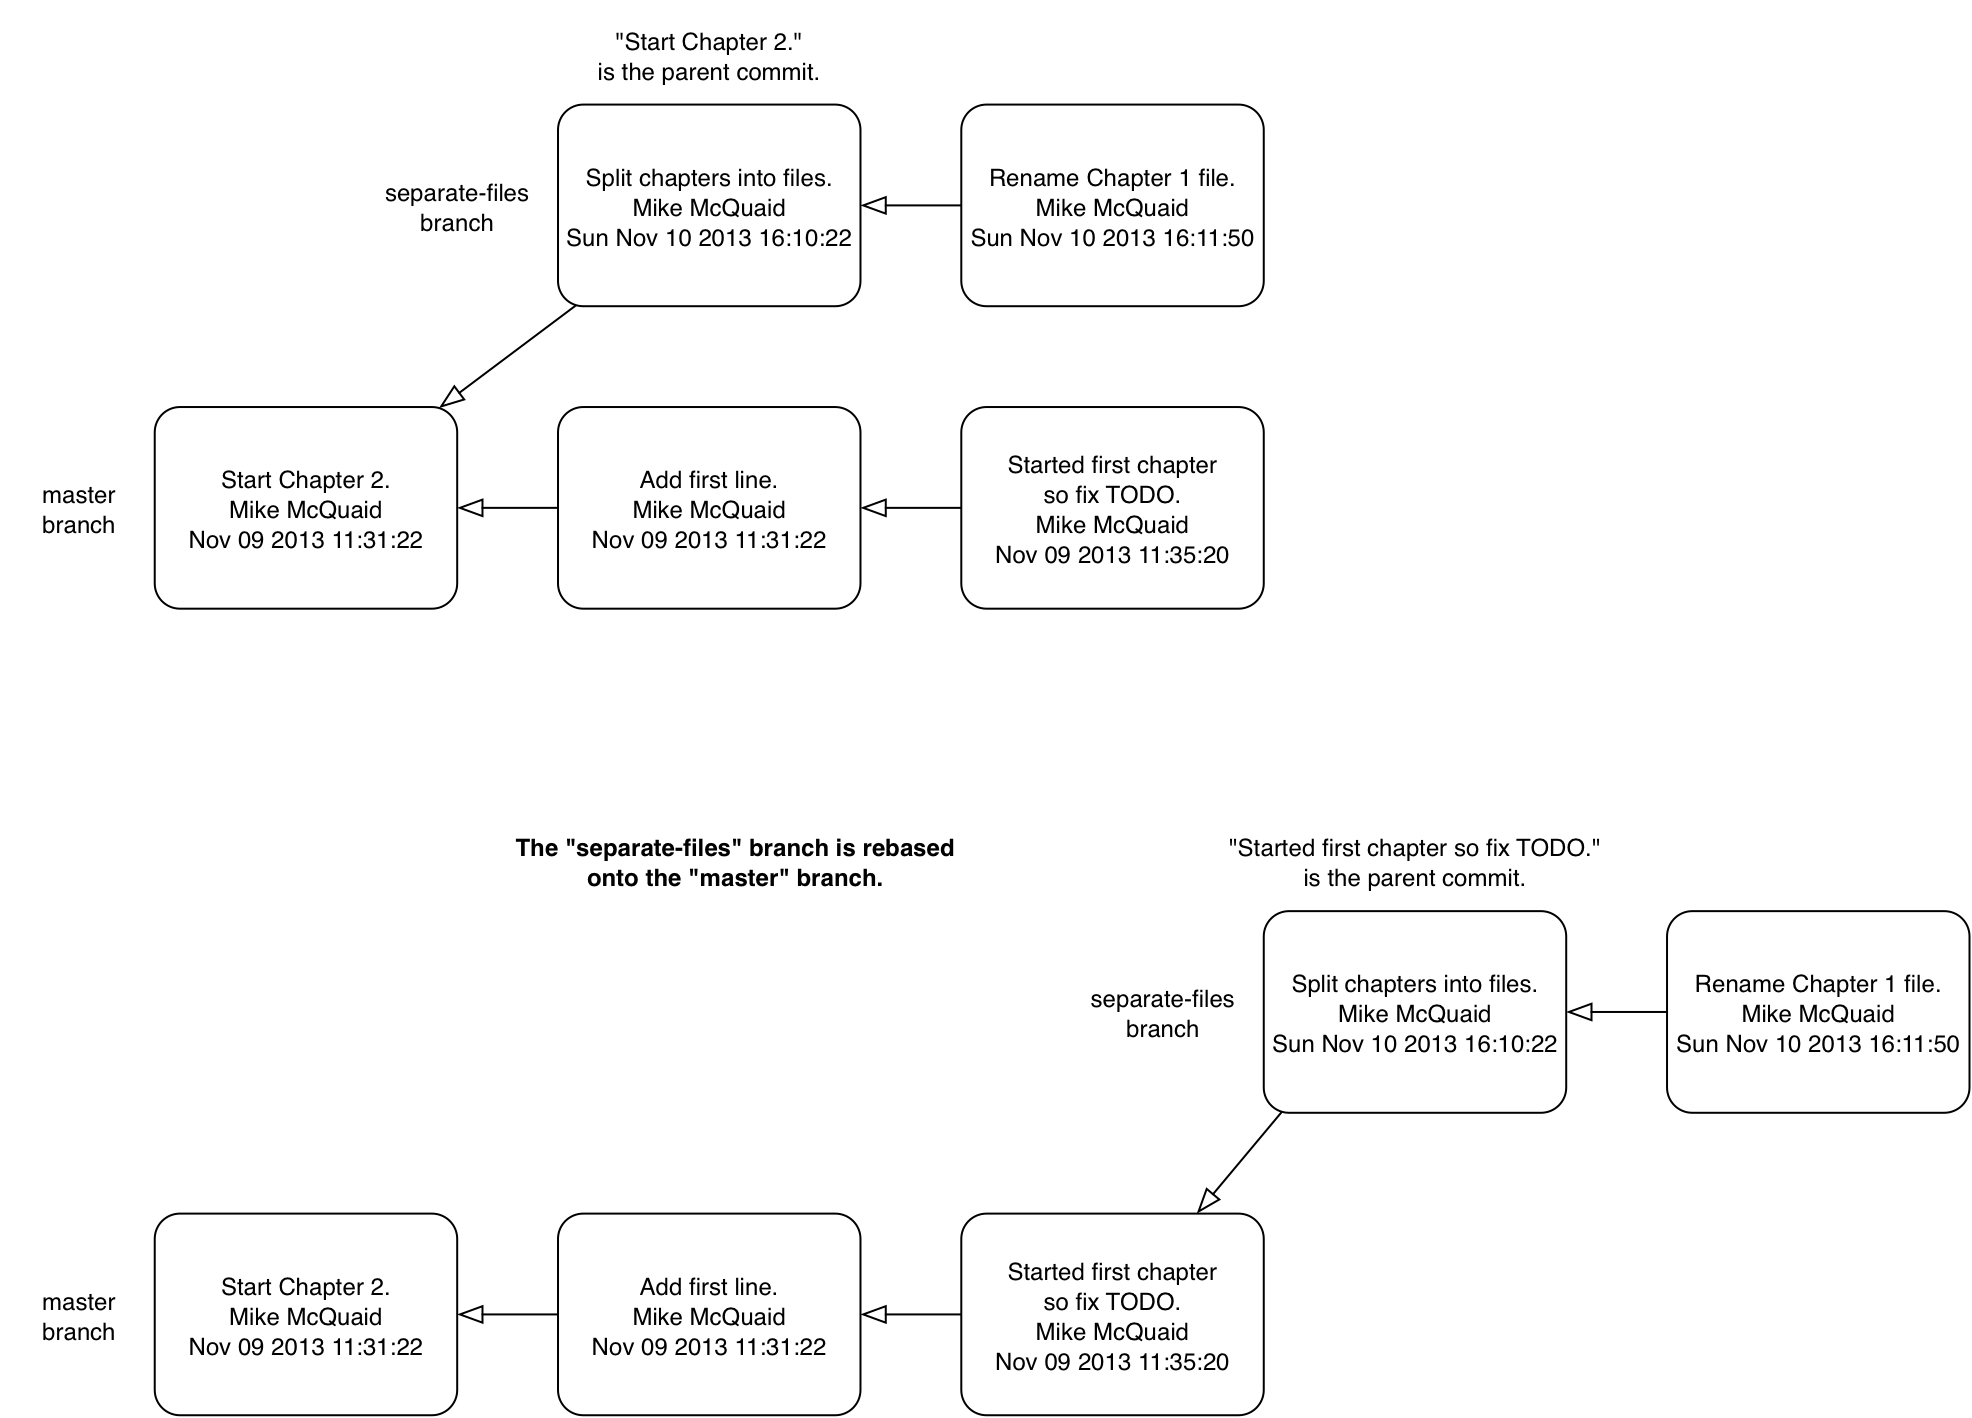 "Start Chapter 2."
is the parent commit.
separate-files
branch
Split chapters into files.
Mike McQuaid
Sun Nov 10 2013 16:10:22
Rename Chapter 1 file.
Mike McQuaid
Sun Nov 10 2013 16:11:50
master
branch
Start Chapter 2.
Mike McQuaid
Nov 09 2013 11:31:22
Add first line.
Mike McQuaid
Nov 09 2013 11:31:22
Started first chapter
so fix TODO.
Mike McQuaid
Nov 09 2013 11:35:20
The "separate-files" branch is rebased
onto the "master" branch.
"Started first chapter so fix TODO."
is the parent commit.
separate-files
branch
Split chapters into files.
Mike McQuaid
Sun Nov 10 2013 16:10:22
Rename Chapter 1 file.
Mike McQuaid
Sun Nov 10 2013 16:11:50
master
branch
Start Chapter 2.
Mike McQuaid
Nov 09 2013 11:31:22
Add first line.
Mike McQuaid
Nov 09 2013 11:31:22
Started first chapter
so fix TODO.
Mike McQuaid
Nov 09 2013 11:35:20